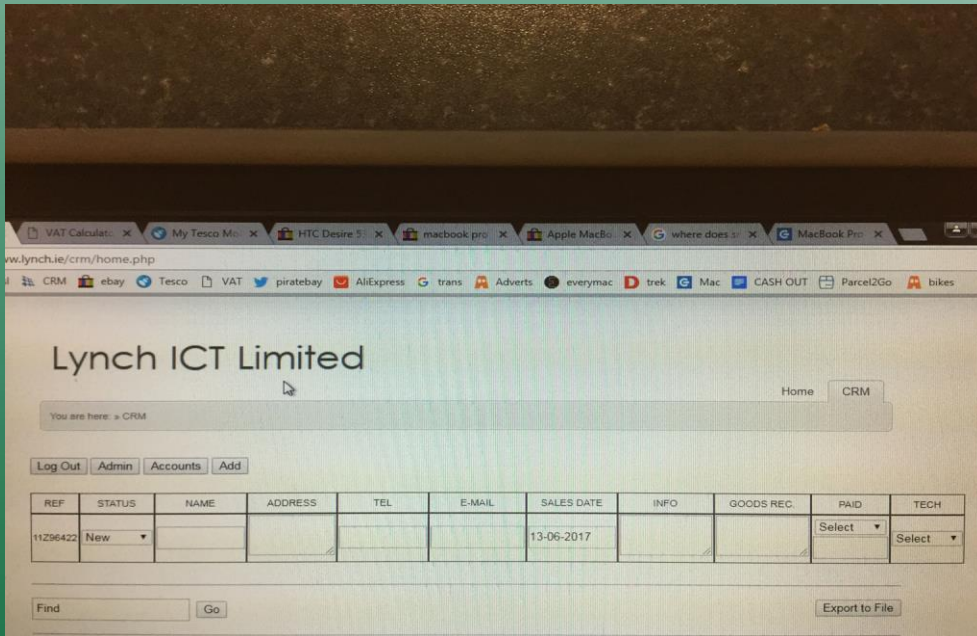 VAT Calculat My Tesco Mo HTC Desire 5 macbook pro Apple MacBo where does MacBook Pro
ww.lynch.ie/crm/home.php
CRM ebay Tesco VAT piratebay AliExpress trans Adverts everymac trek Mac CASH OUT Parcel2Go bikes
Lynch ICT Limited
Home CRM
You are here: » CRM
Log Out Admin Accounts Add
REF STATUS NAME ADDRESS TEL E-MAIL SALES DATE INFO GOODS REC. PAID TECH
11Z96422 New 13-06-2017 Select Select
Find Go Export to File